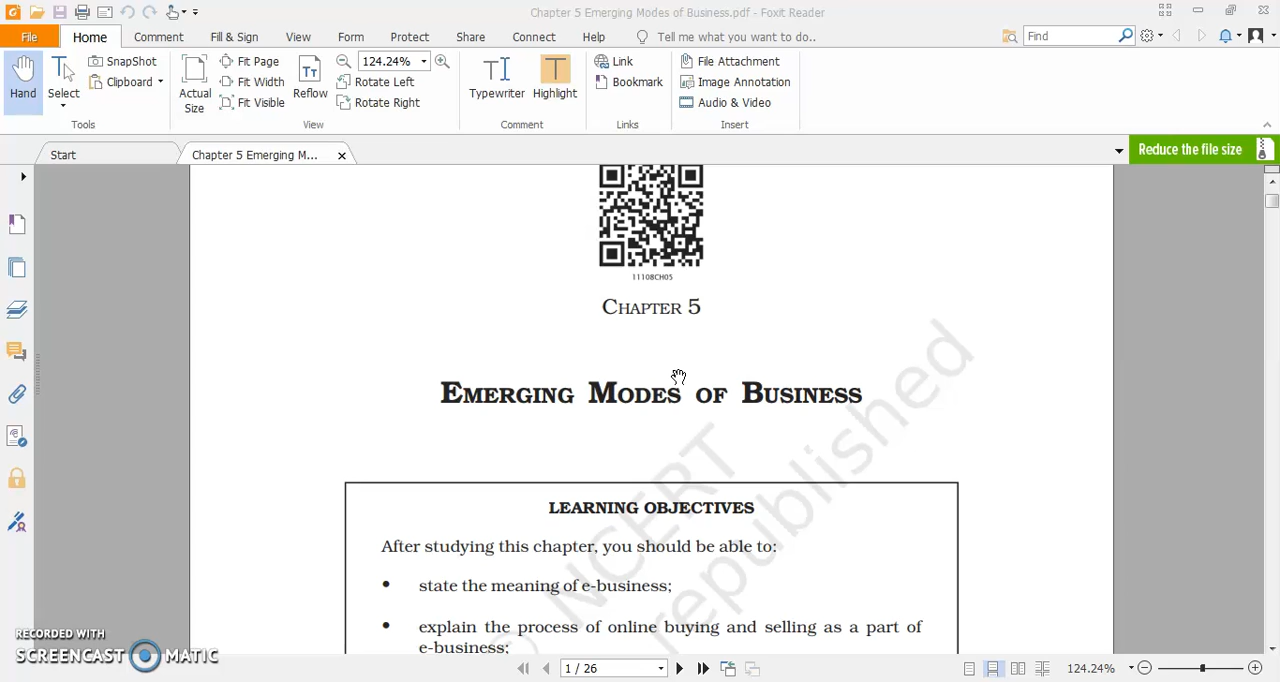 Chapter 5 Emerging Modes of Business.pdf - Foxit Reader
File Home Comment Fill & Sign View Form Protect Share Connect Help Tell me what you want to do.. Find
Hand Select SnapShot Clipboard
Tools
Actual Size Fit Page Fit Width Fit Visible Reflow 124.24% Rotate Left Rotate Right
View
Typewriter Highlight
Comment
Link Bookmark
Links
File Attachment Image Annotation Audio & Video
Insert
Start Chapter 5 Emerging M... Reduce the file size
11108CH05
CHAPTER 5
EMERGING MODES OF BUSINESS
LEARNING OBJECTIVES
After studying this chapter, you should be able to:
• state the meaning of e-business;
• explain the process of online buying and selling as a part of
e-business;
© NCERT
republished
RECORDED WITH
SCREENCAST MATIC
1 / 26 124.24%